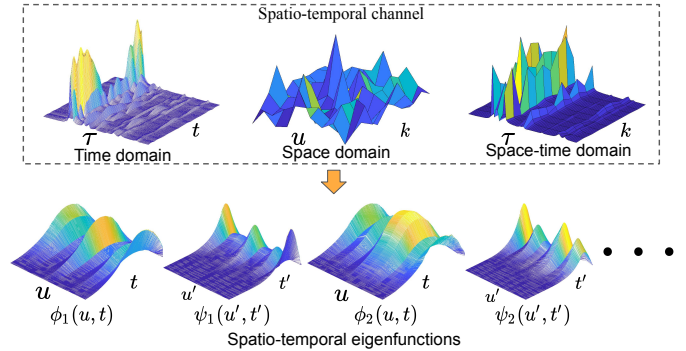 Spatio-temporal channel
τ t
Time domain
u k
Space domain
τ k
Space-time domain
u t
ϕ₁(u, t)
u′ t′
ψ₁(u′, t′)
u t
ϕ₂(u, t)
u′ t′
ψ₂(u′, t′)
Spatio-temporal eigenfunctions